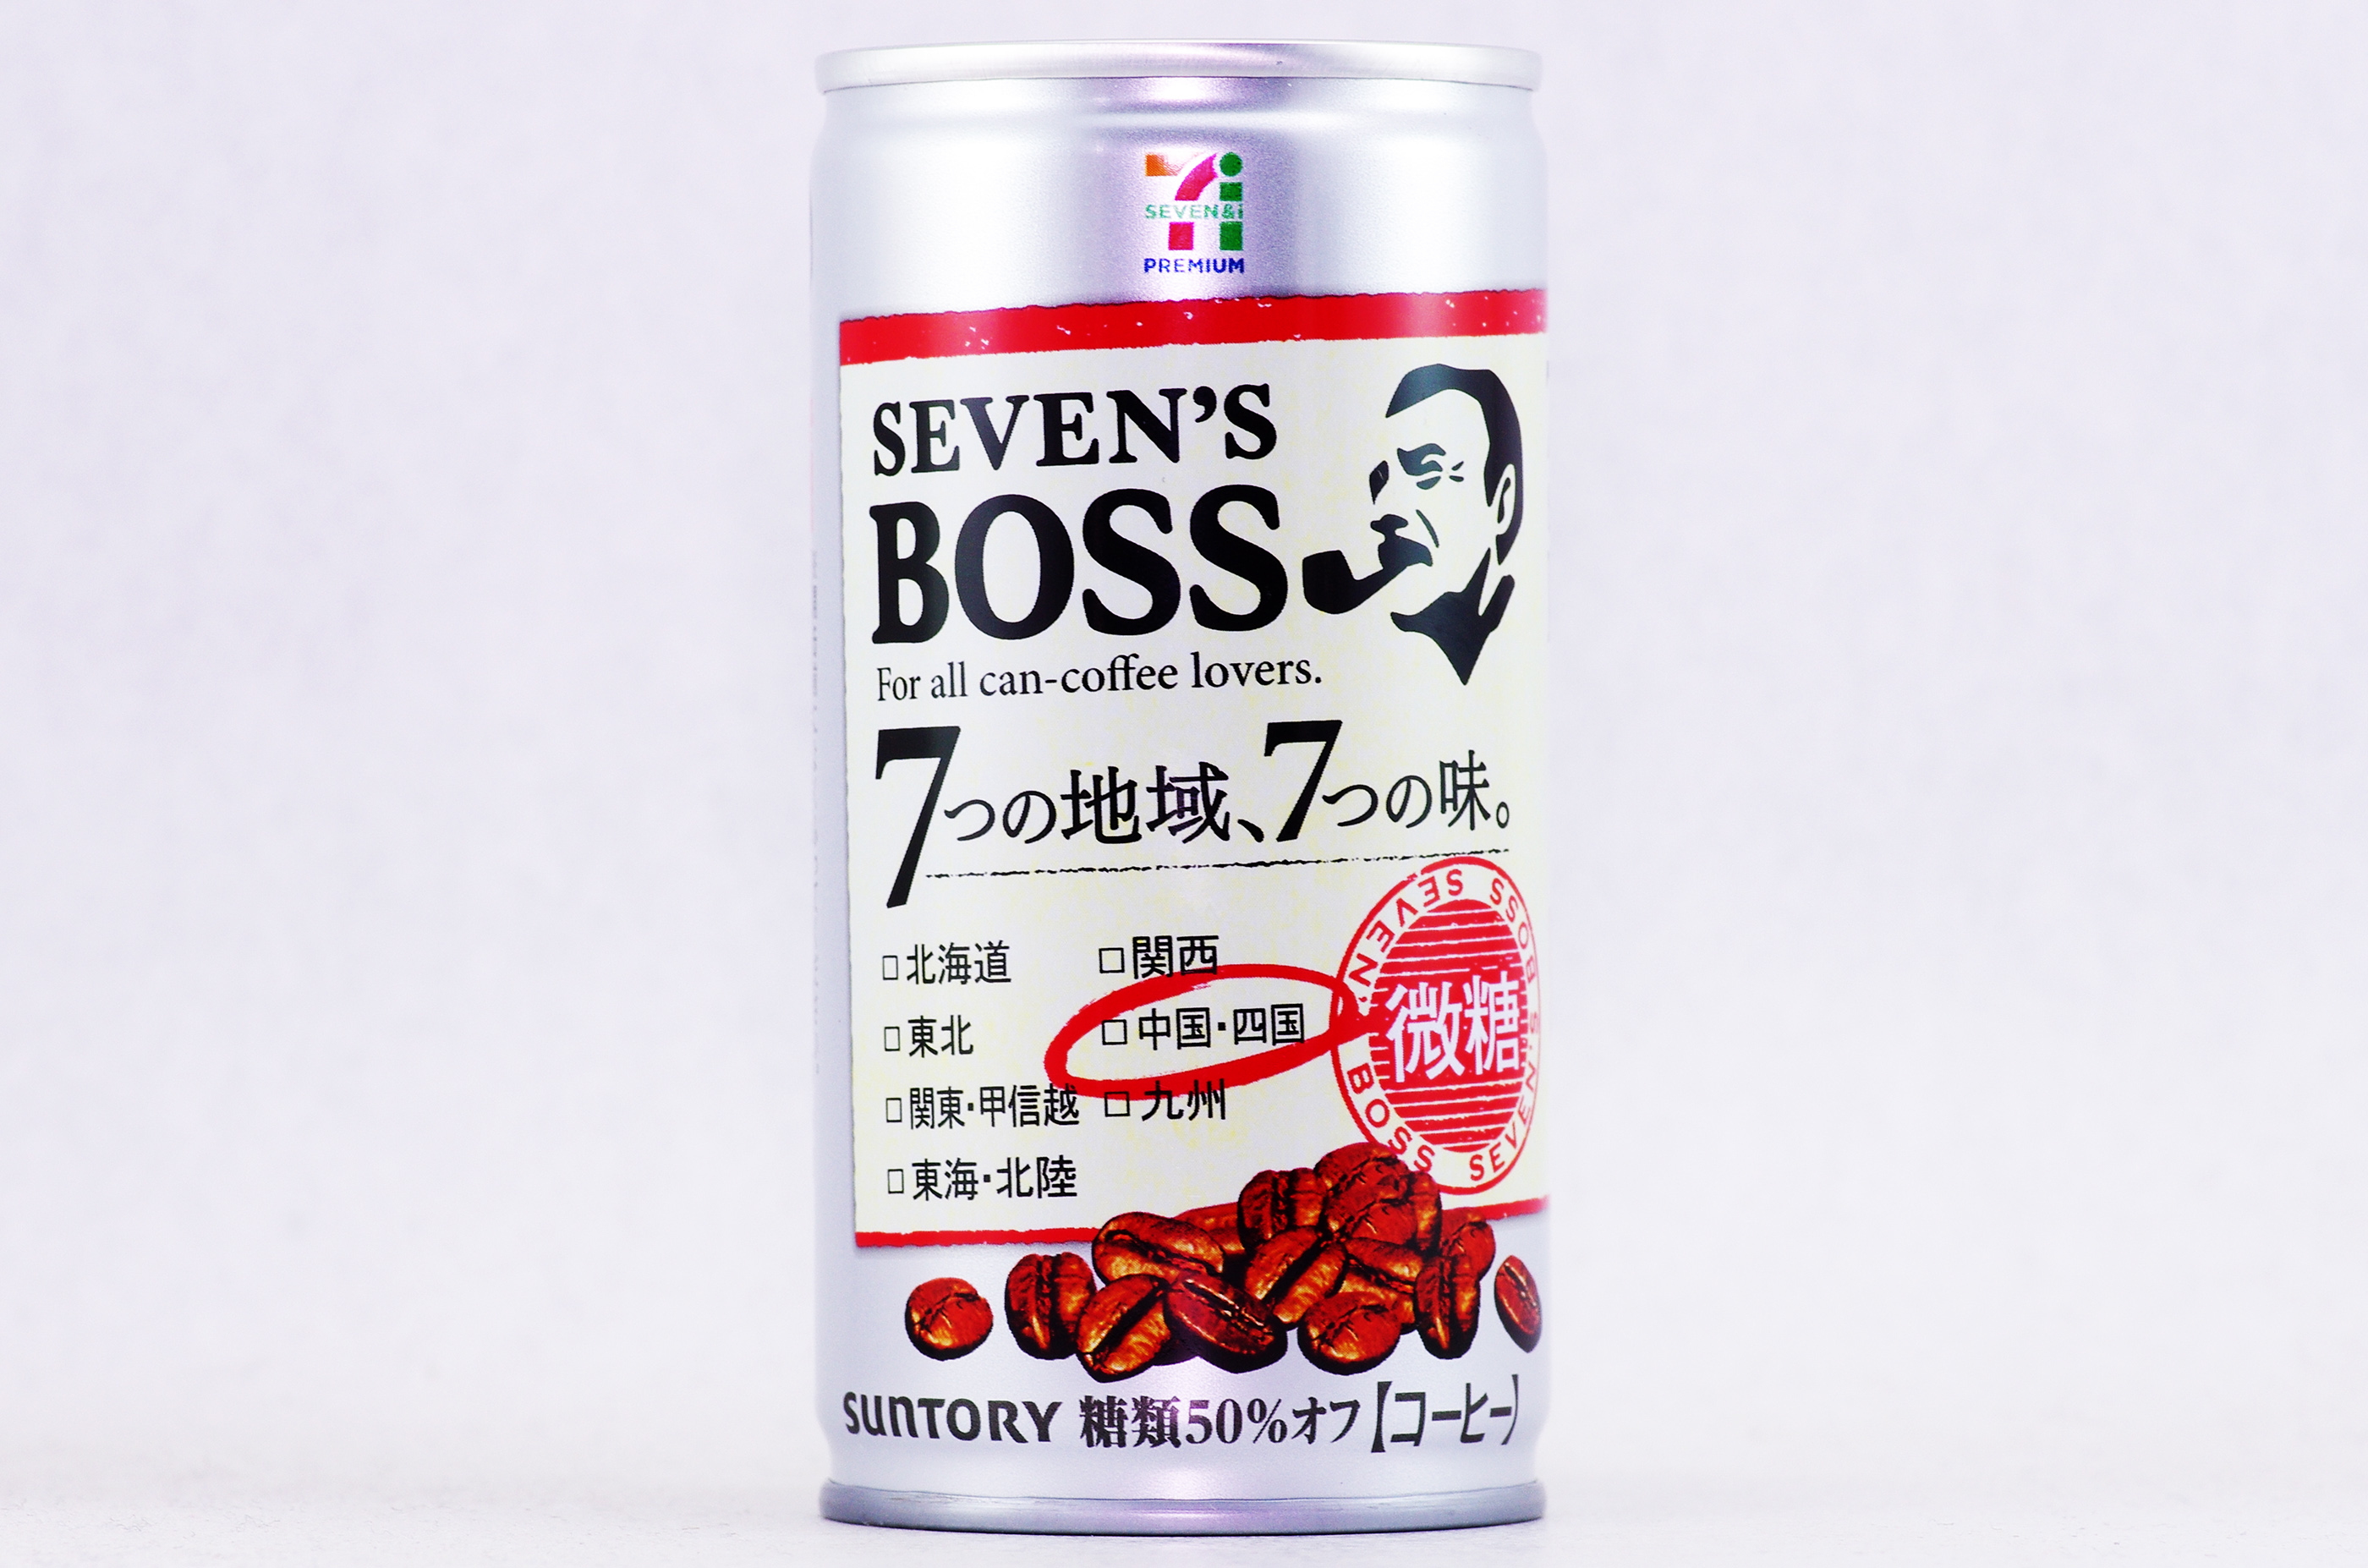 SEVEN&i
PREMIUM
SEVEN'S
BOSS
For all can-coffee lovers.
7つの地域、7つの味。
□北海道
□東北
□関東・甲信越
□東海・北陸
□関西
□中国・四国
□九州
SEVEN'S BOSS SEVEN'S BOSS
微糖
SUNTORY 糖類50%オフ【コーヒー】